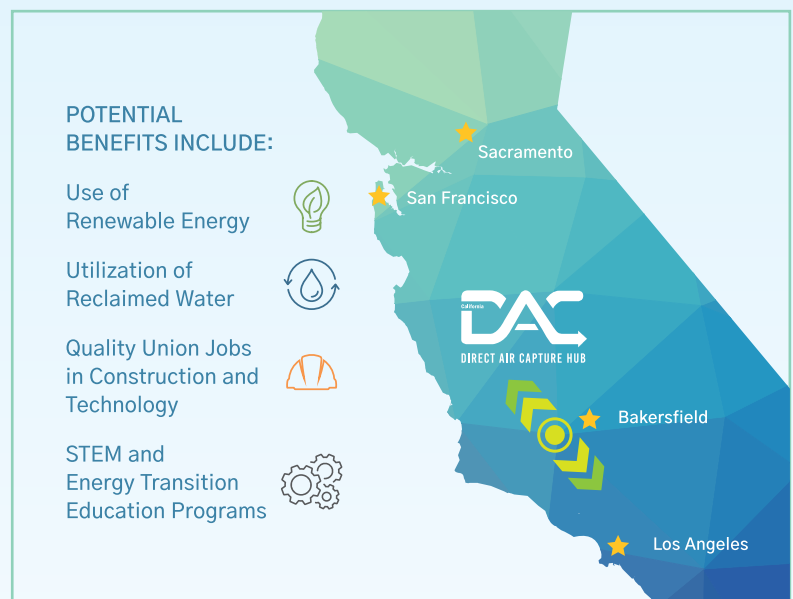 POTENTIAL
BENEFITS INCLUDE:
Use of
Renewable Energy
Utilization of
Reclaimed Water
Quality Union Jobs
in Construction and
Technology
STEM and
Energy Transition
Education Programs
Sacramento
San Francisco
California
DAC
DIRECT AIR CAPTURE HUB
Bakersfield
Los Angeles